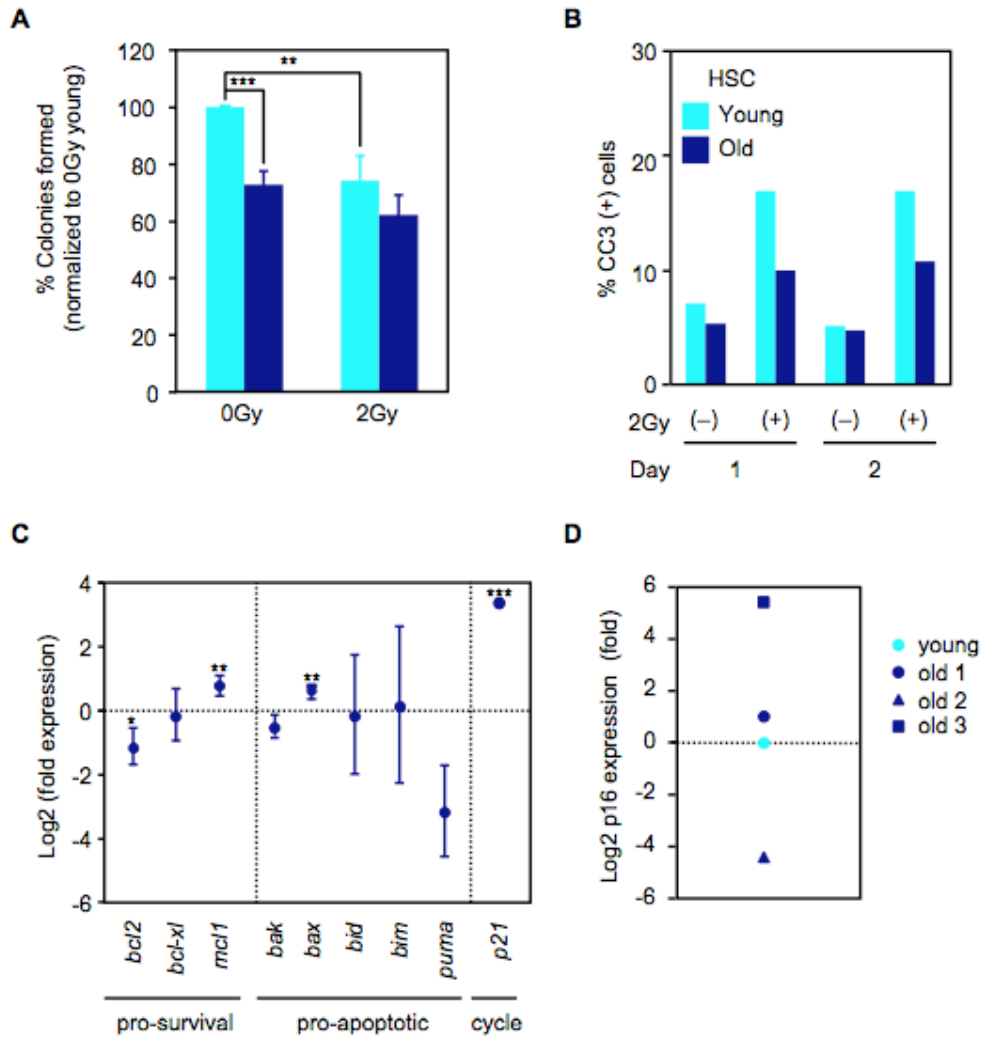 A
% Colonies formed
(normalized to 0Gy young)
120
100
80
60
40
20
0
**
***
0Gy
2Gy
B
% CC3 (+) cells
30
20
10
0
HSC
Young
Old
2Gy (–) (+) (–) (+)
Day 1 2
C
Log2 (fold expression)
4
2
0
-2
-4
-6
*
**
**
***
bcl2
bcl-xl
mcl1
bak
bax
bid
bim
puma
p21
pro-survival
pro-apoptotic
cycle
D
Log2 p16 expression (fold)
6
4
2
0
-2
-4
-6
young
old 1
old 2
old 3